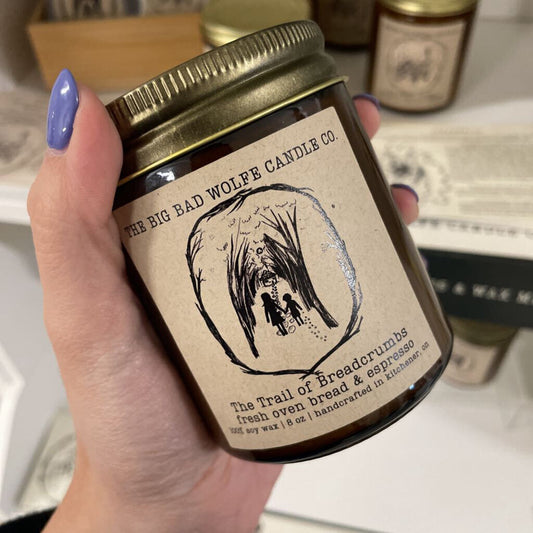 THE BIG BAD WOLFE CANDLE CO.
The Trail of Breadcrumbs
fresh oven bread & espresso
100% soy wax | 8 oz | handcrafted in kitchener, on
& WAX M